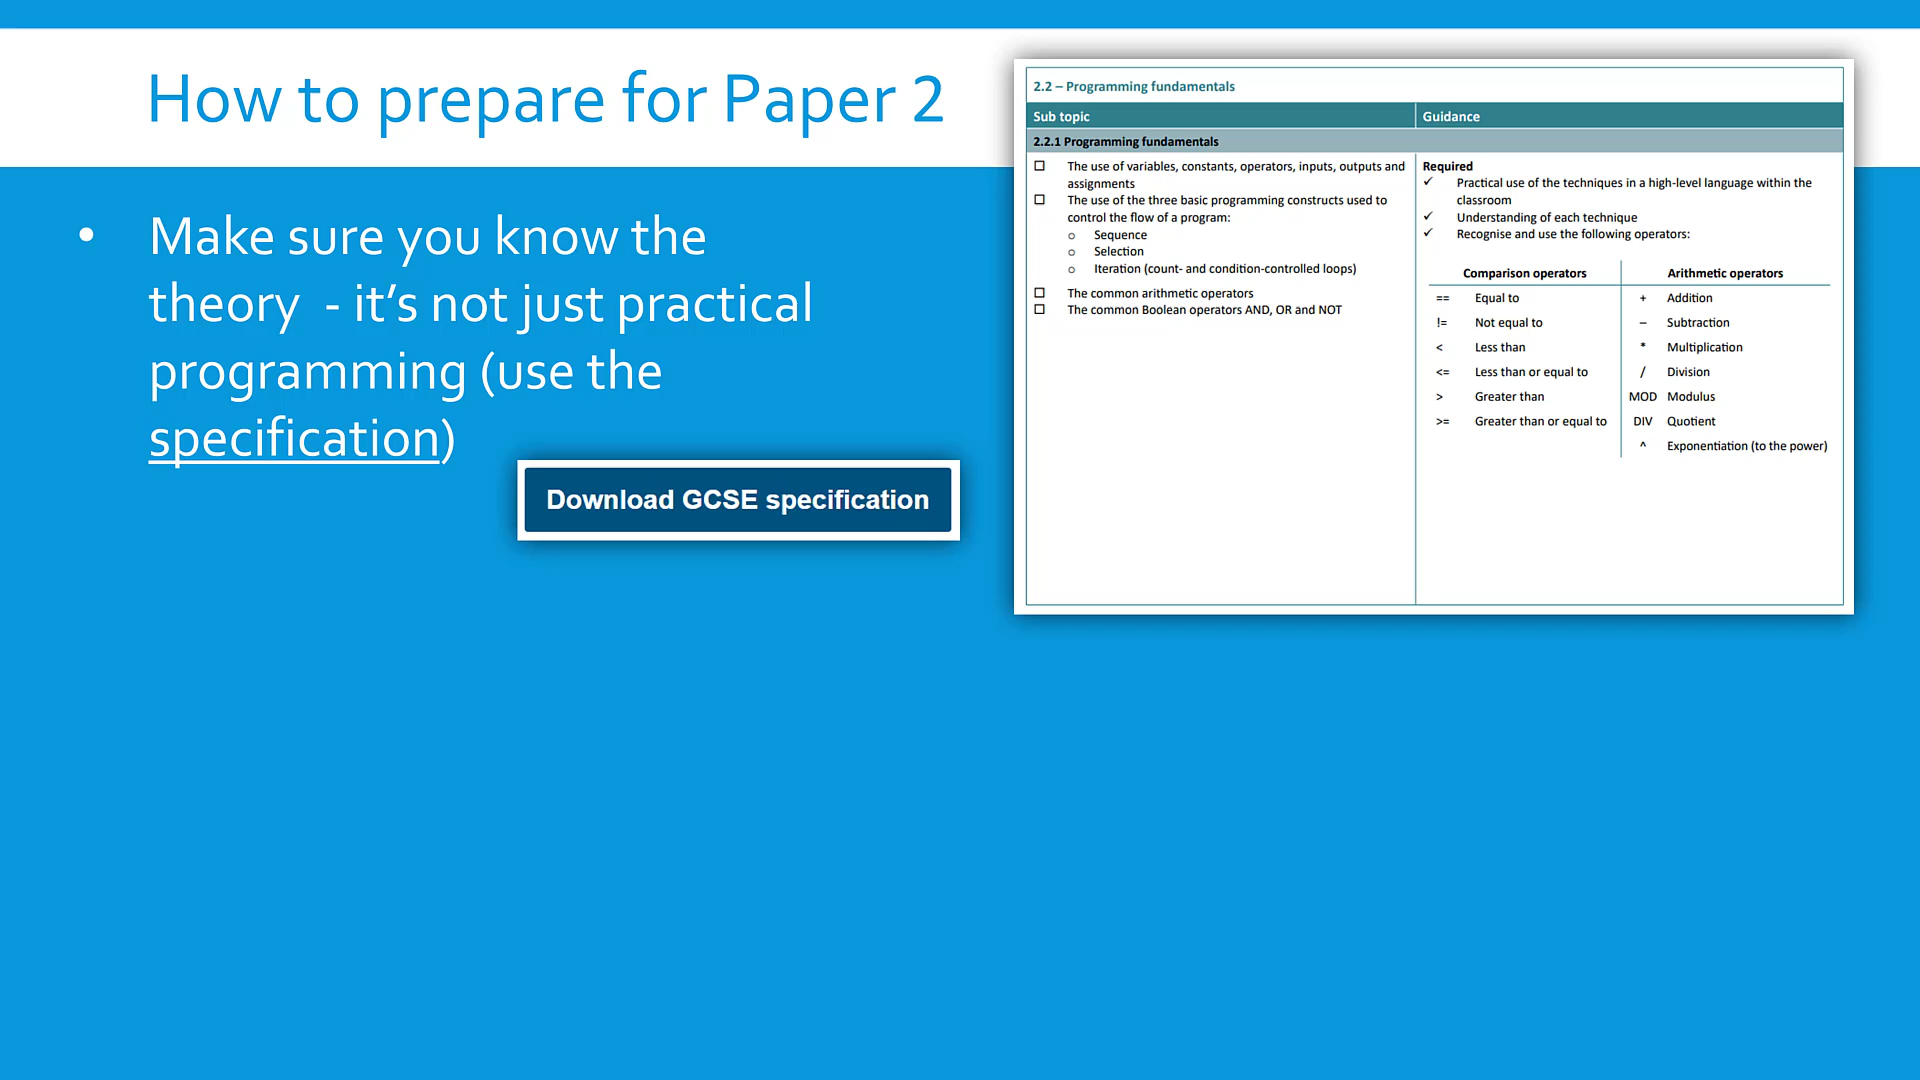 How to prepare for Paper 2
• Make sure you know the
theory - it's not just practical
programming (use the
specification)
Download GCSE specification
2.2 – Programming fundamentals
Sub topic
Guidance
2.2.1 Programming fundamentals
☐ The use of variables, constants, operators, inputs, outputs and
assignments
☐ The use of the three basic programming constructs used to
control the flow of a program:
o Sequence
o Selection
o Iteration (count- and condition-controlled loops)
☐ The common arithmetic operators
☐ The common Boolean operators AND, OR and NOT
Required
✓ Practical use of the techniques in a high-level language within the
classroom
✓ Understanding of each technique
✓ Recognise and use the following operators:
Comparison operators
== Equal to
!= Not equal to
< Less than
<= Less than or equal to
> Greater than
>= Greater than or equal to
Arithmetic operators
+ Addition
– Subtraction
* Multiplication
/ Division
MOD Modulus
DIV Quotient
^ Exponentiation (to the power)